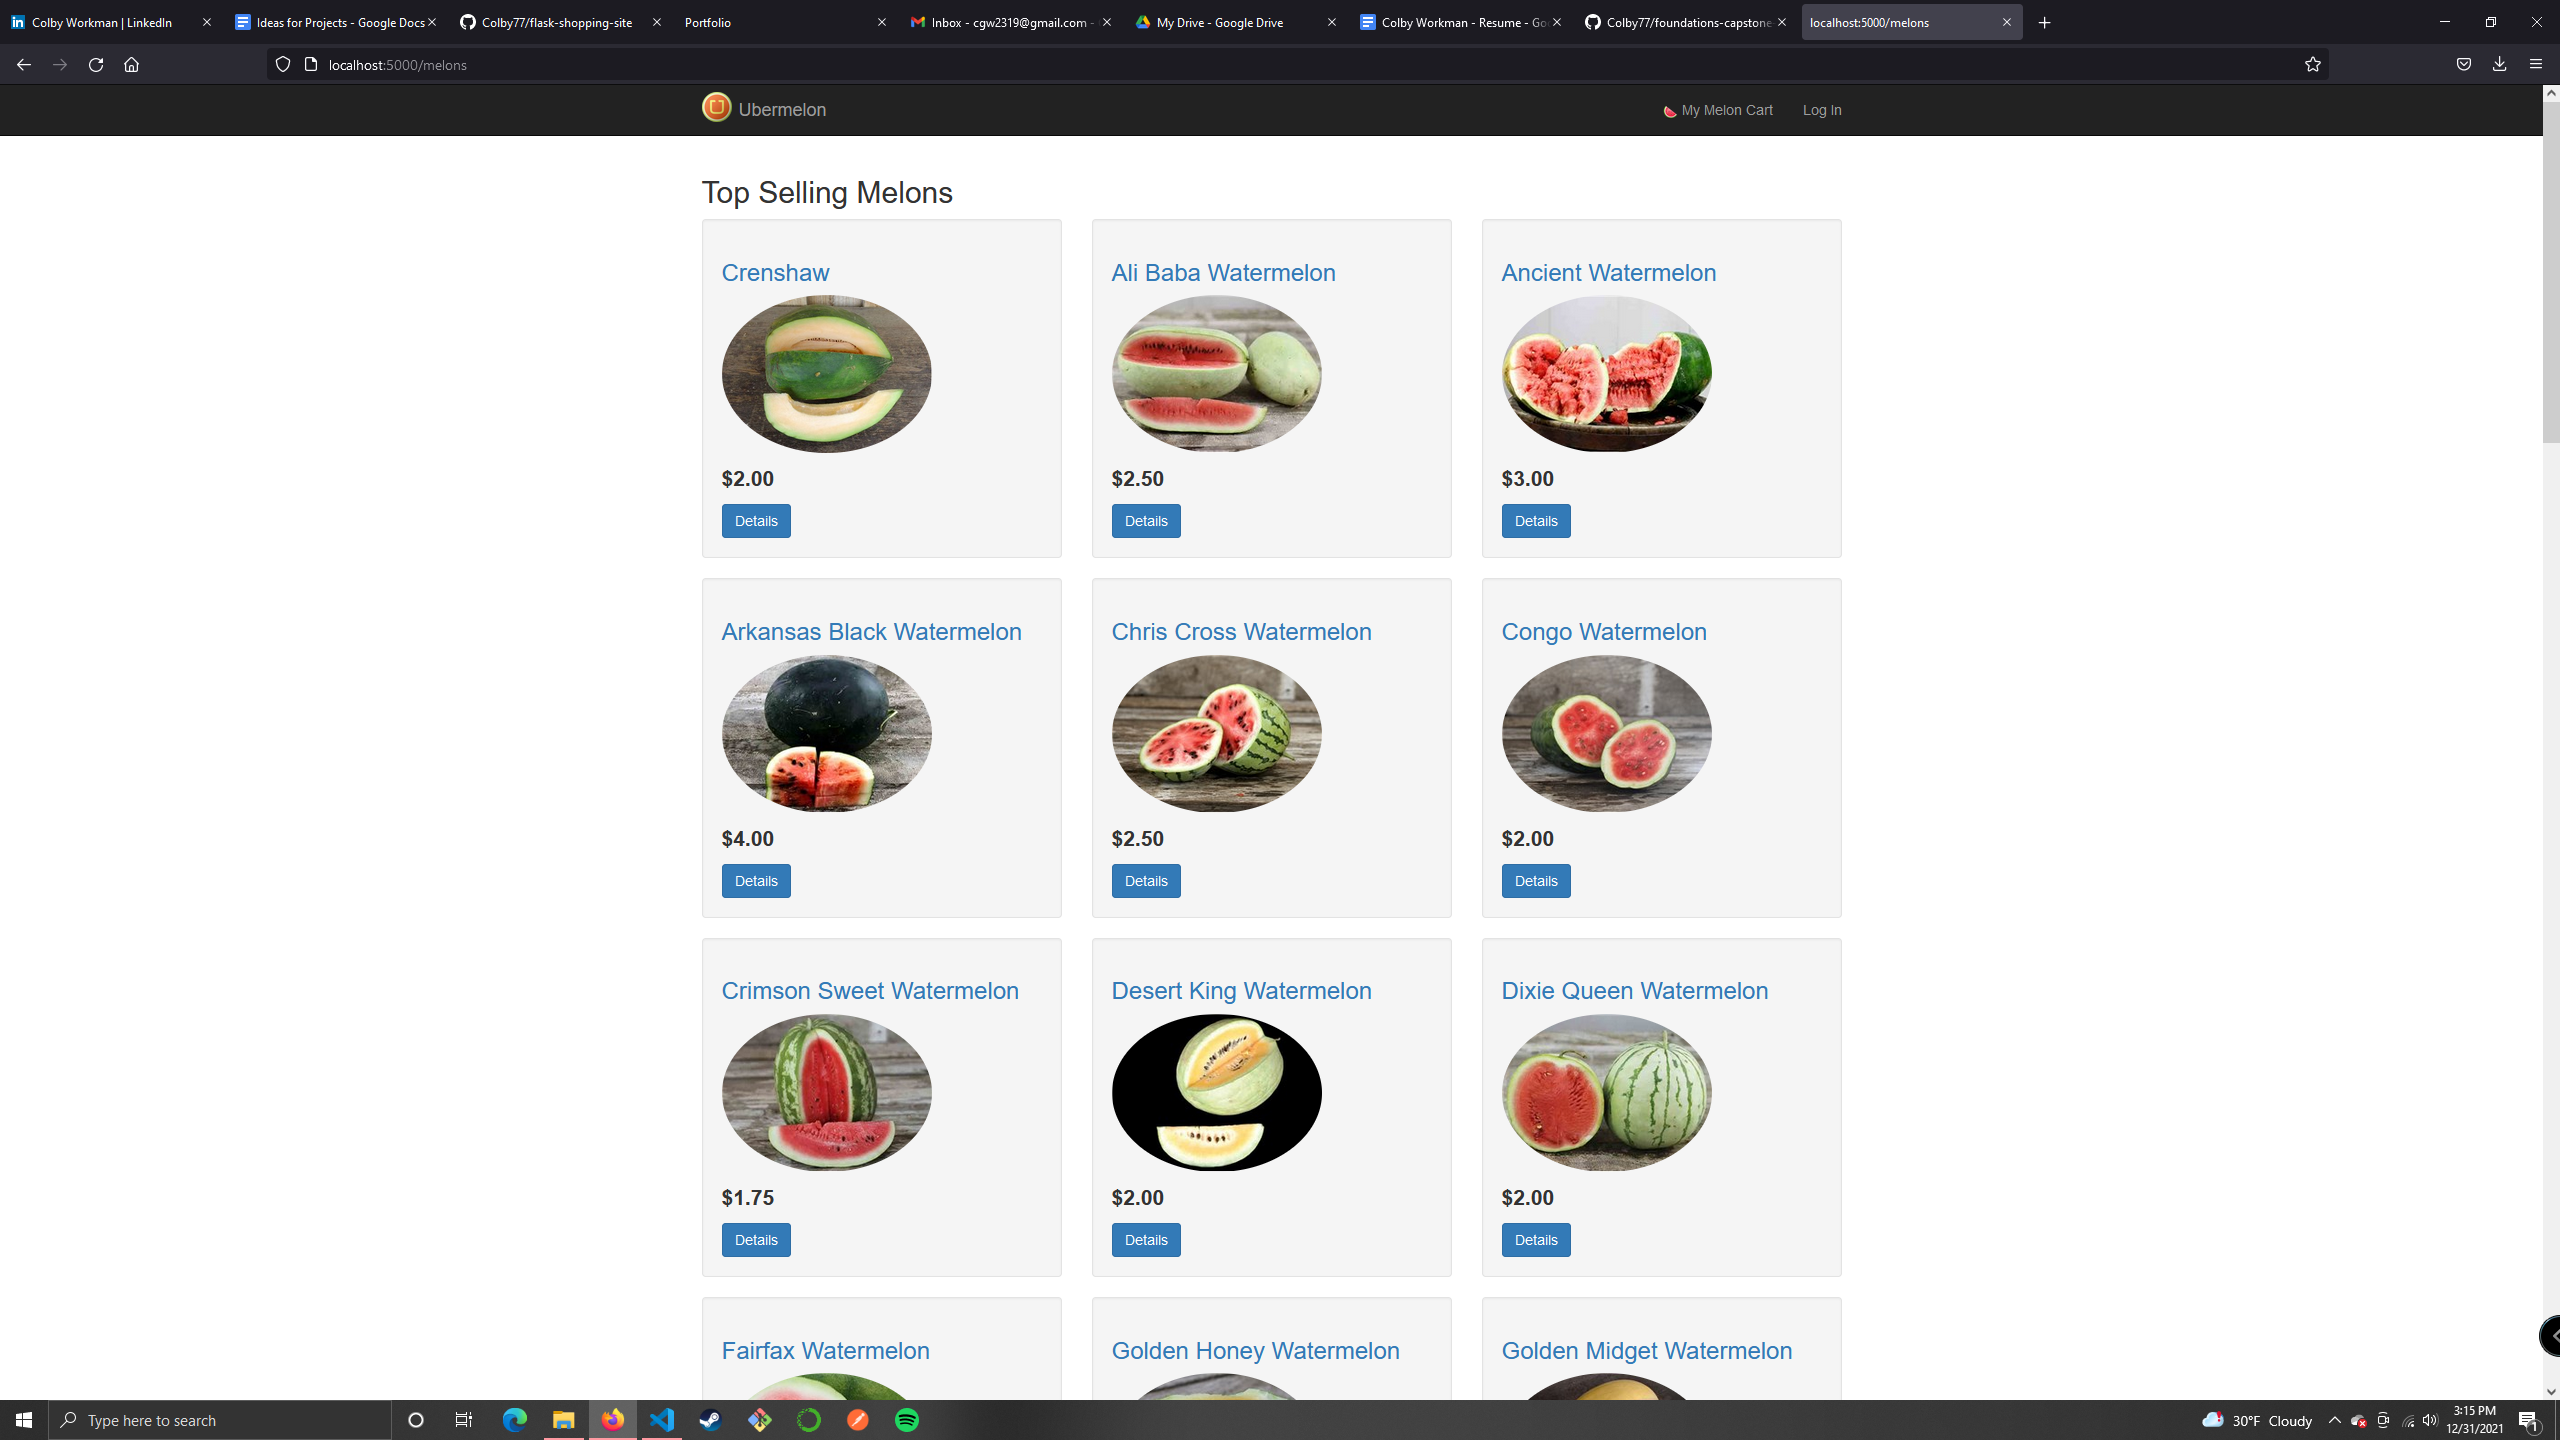 Colby Workman | LinkedIn
Ideas for Projects - Google Docs
Colby77/flask-shopping-site
Portfolio
Inbox - cgw2319@gmail.com -
My Drive - Google Drive
Colby Workman - Resume - Goo
Colby77/foundations-capstone-
localhost:5000/melons
localhost:5000/melons
Ubermelon
My Melon Cart
Log In
Top Selling Melons
Crenshaw
Ali Baba Watermelon
Ancient Watermelon
$2.00
$2.50
$3.00
Details
Details
Details
Arkansas Black Watermelon
Chris Cross Watermelon
Congo Watermelon
$4.00
$2.50
$2.00
Details
Details
Details
Crimson Sweet Watermelon
Desert King Watermelon
Dixie Queen Watermelon
$1.75
$2.00
$2.00
Details
Details
Details
Fairfax Watermelon
Golden Honey Watermelon
Golden Midget Watermelon
Type here to search
30°F Cloudy
3:15 PM
12/31/2021
1